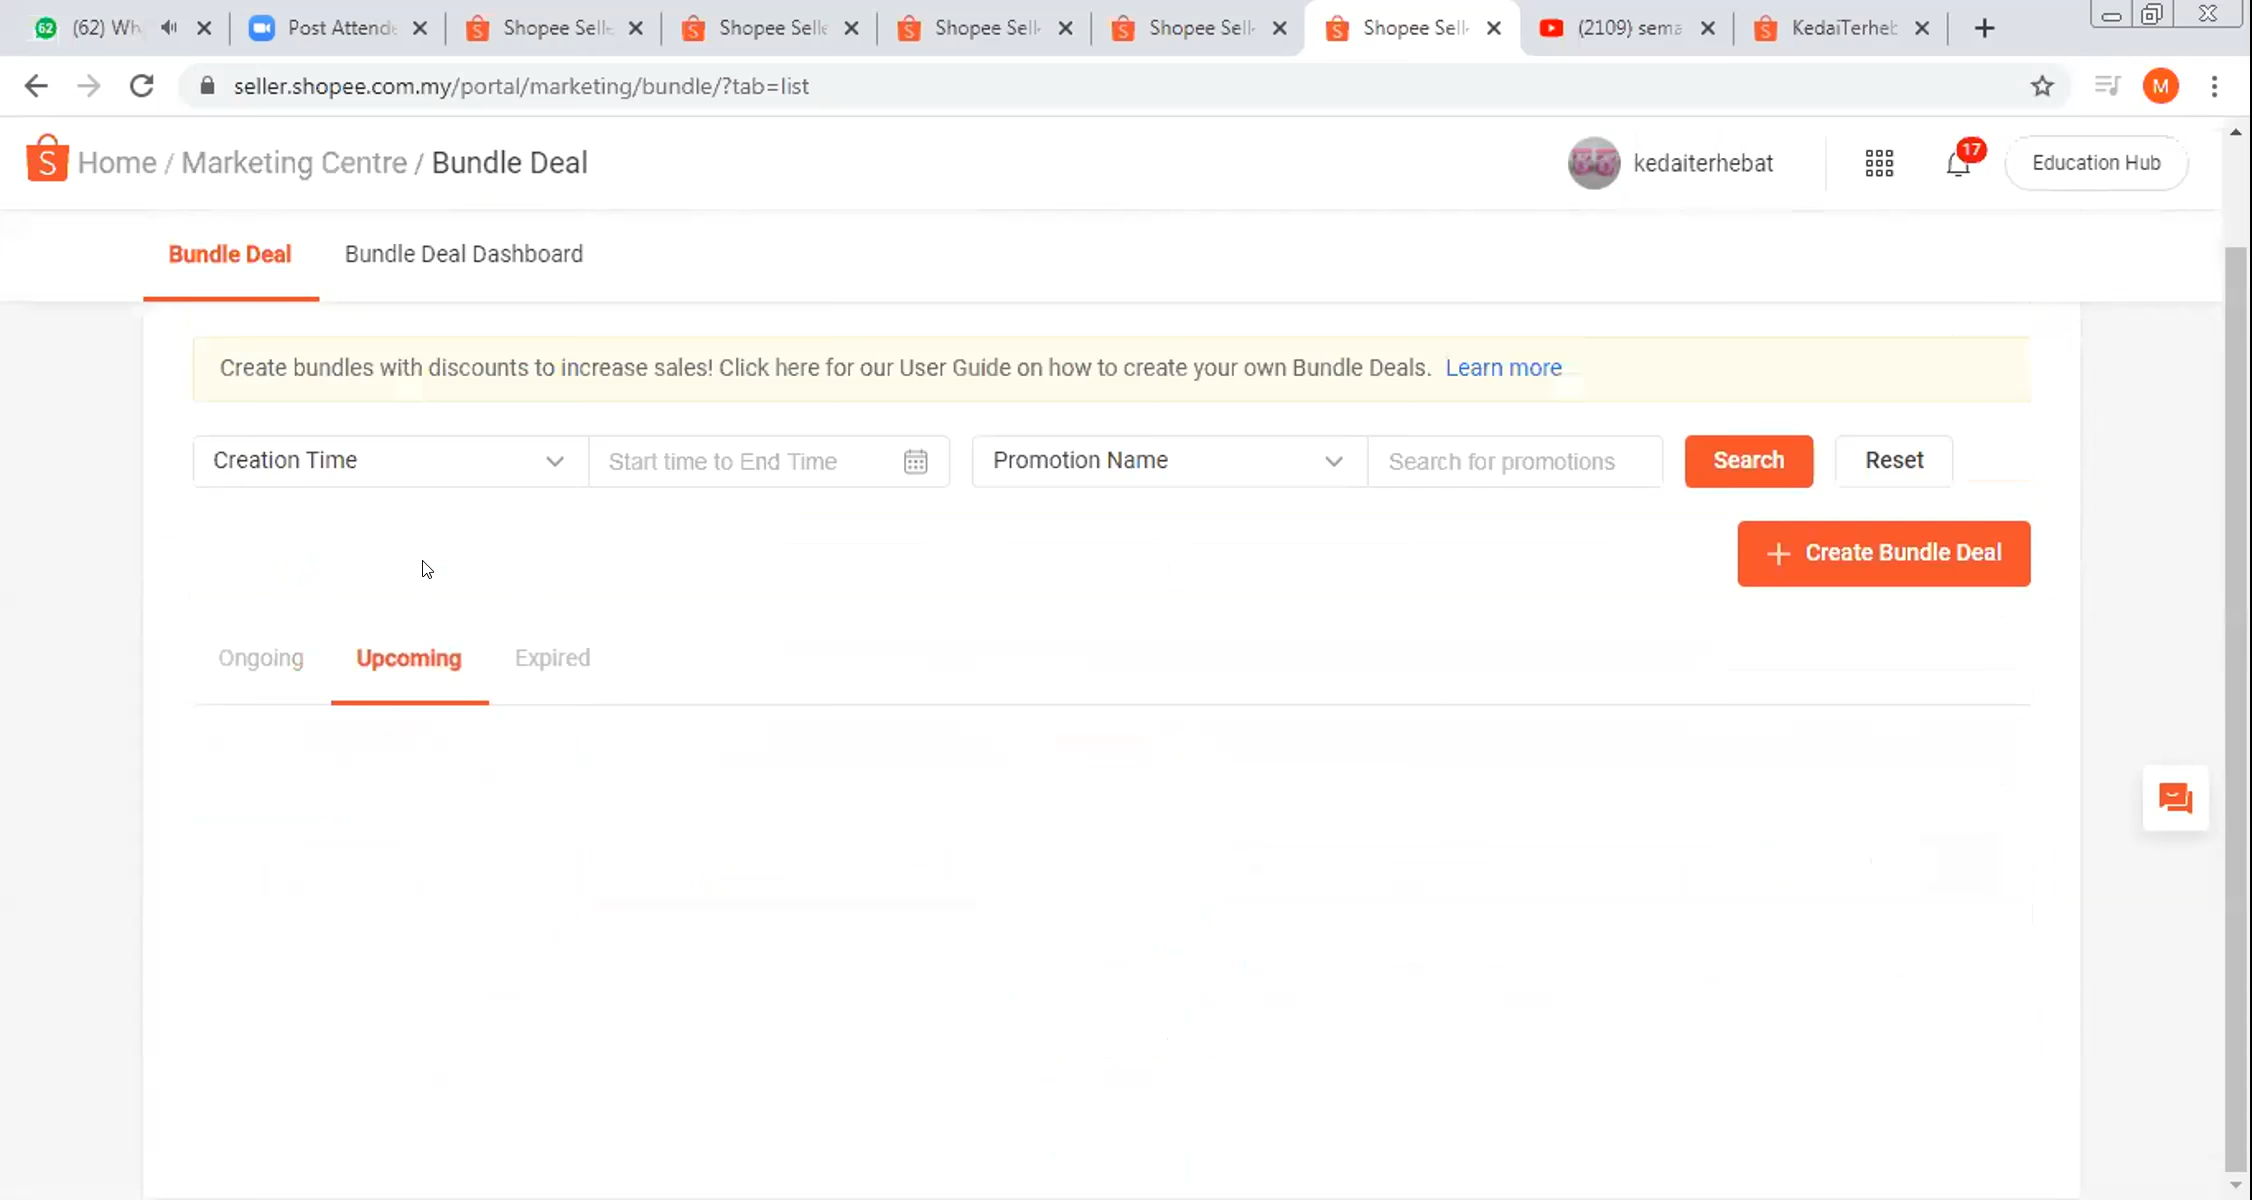 62 (62) Wh
Post Attende
Shopee Selle
Shopee Selle
Shopee Sell
Shopee Sell
Shopee Sell
(2109) sema
KedaiTerheb
seller.shopee.com.my/portal/marketing/bundle/?tab=list
M
Home / Marketing Centre / Bundle Deal
kedaiterhebat
17
Education Hub
Bundle Deal
Bundle Deal Dashboard
Create bundles with discounts to increase sales! Click here for our User Guide on how to create your own Bundle Deals. Learn more
Creation Time
Start time to End Time
Promotion Name
Search for promotions
Search
Reset
+ Create Bundle Deal
Ongoing
Upcoming
Expired